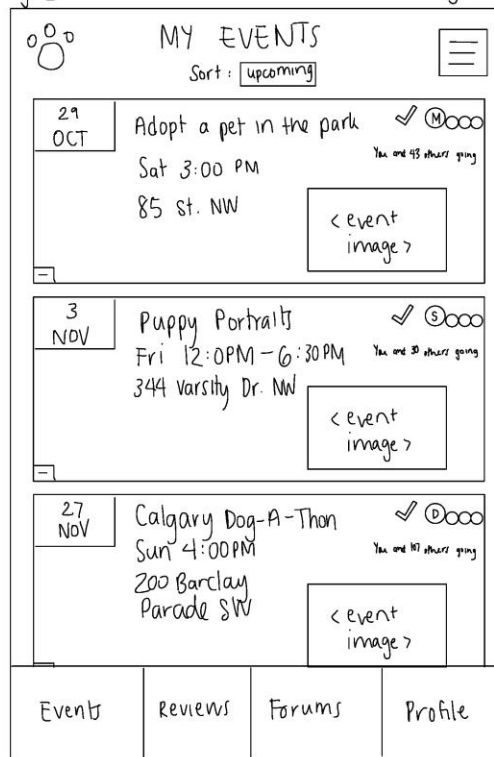 MY EVENTS
Sort: upcoming
29
OCT
Adopt a pet in the park
M
You and 43 others going
Sat 3:00 PM
85 St. NW
<event
image>
3
NOV
Puppy Portraits
S
You and 30 others going
Fri 12:0PM-6:30PM
344 Varsity Dr. NW
<event
image>
27
NOV
Calgary Dog-A-Thon
D
You and 167 others going
Sun 4:00PM
200 Barclay
Parade SW
<event
image>
Events
Reviews
Forums
Profile